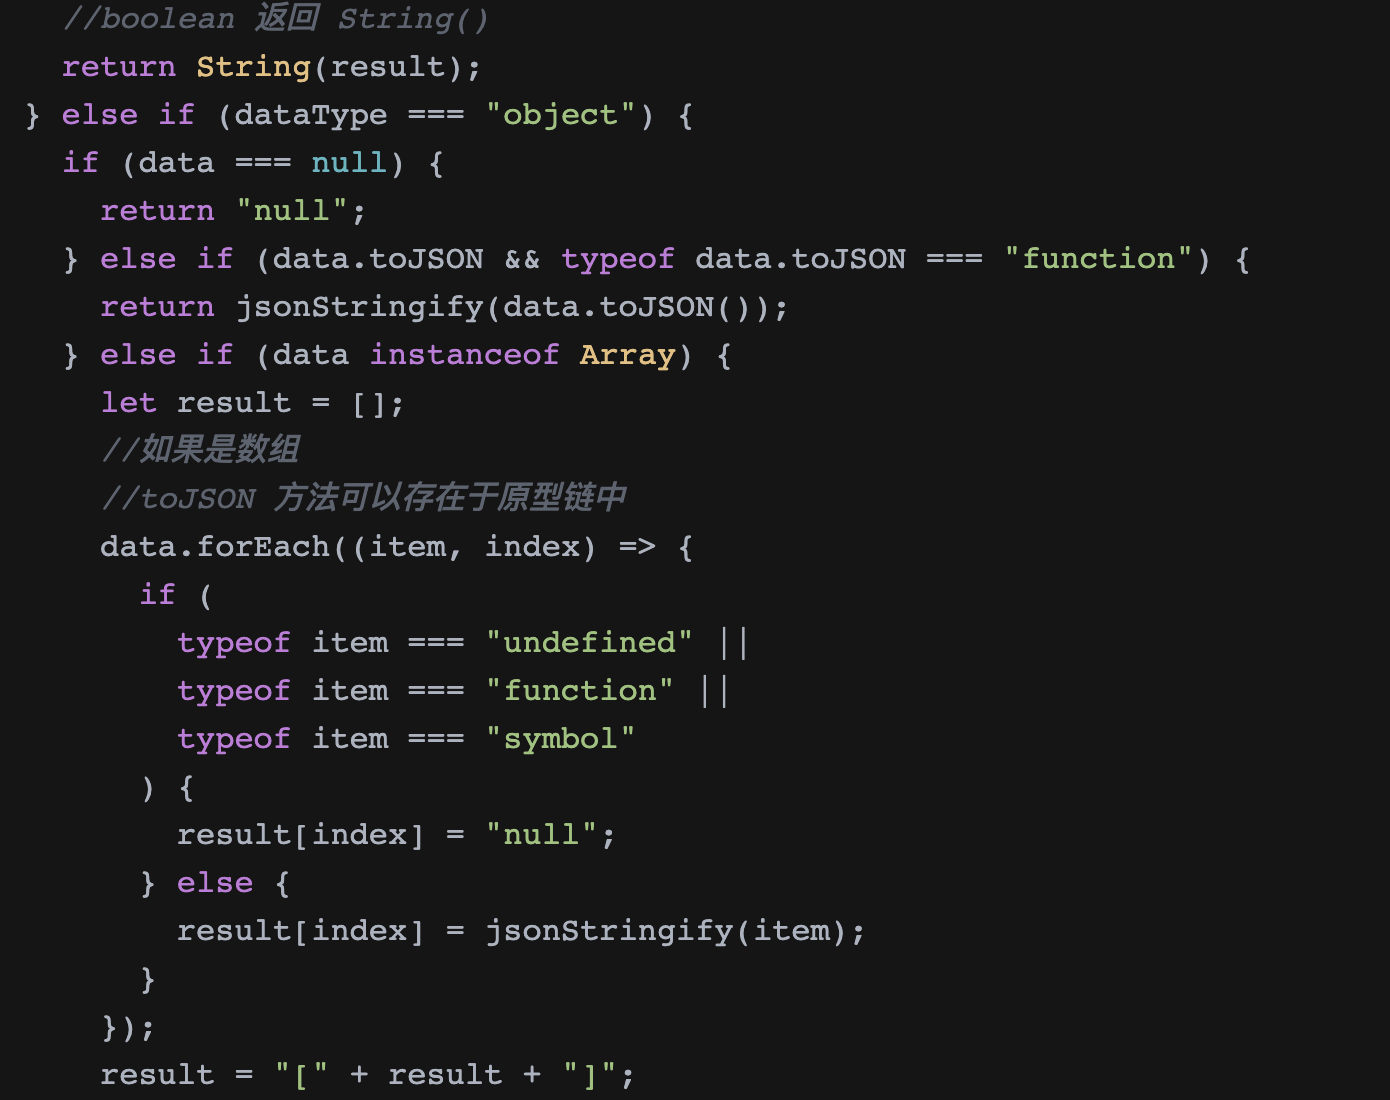 //boolean 返回 String()
return String(result);
} else if (dataType === "object") {
if (data === null) {
return "null";
} else if (data.toJSON && typeof data.toJSON === "function") {
return jsonStringify(data.toJSON());
} else if (data instanceof Array) {
let result = [];
//如果是数组
//toJSON 方法可以存在于原型链中
data.forEach((item, index) => {
if (
typeof item === "undefined" ||
typeof item === "function" ||
typeof item === "symbol"
) {
result[index] = "null";
} else {
result[index] = jsonStringify(item);
}
});
result = "[" + result + "]";